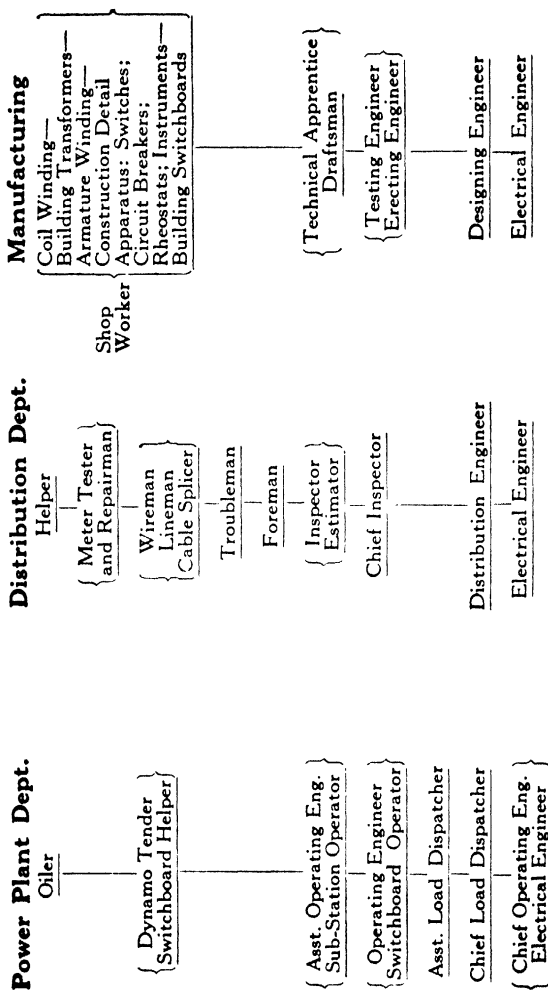 Power Plant Dept.
Oiler
{ Dynamo Tender
Switchboard Helper }
{ Asst. Operating Eng.
Sub-Station Operator }
{ Operating Engineer
Switchboard Operator }
Asst. Load Dispatcher
Chief Load Dispatcher
{ Chief Operating Eng.
Electrical Engineer }
Distribution Dept.
Helper
{ Meter Tester
and Repairman }
{ Wireman
Lineman
Cable Splicer }
Troubleman
Foreman
{ Inspector
Estimator }
Chief Inspector
Distribution Engineer
Electrical Engineer
Manufacturing
Shop
Worker
{ Coil Winding—
Building Transformers—
Armature Winding—
Construction Detail
Apparatus: Switches;
Circuit Breakers;
Rheostats; Instruments—
Building Switchboards }
{ Technical Apprentice
Draftsman }
{ Testing Engineer
Erecting Engineer }
Designing Engineer
Electrical Engineer